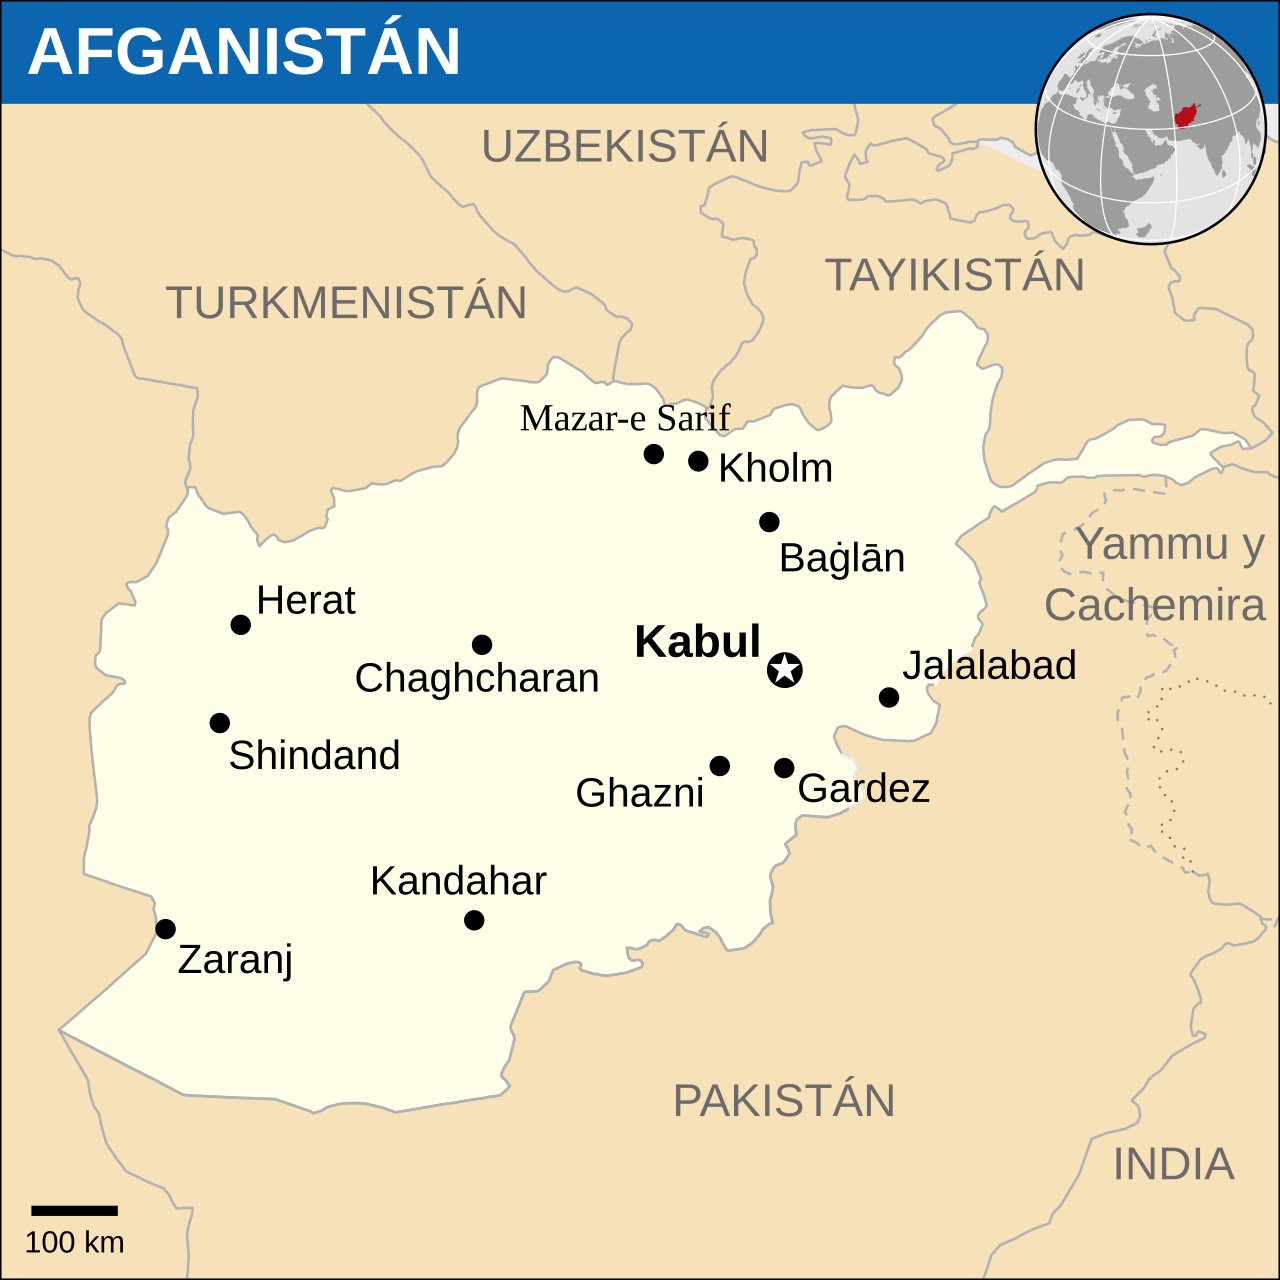 AFGANISTÁN
UZBEKISTÁN
TAYIKISTÁN
TURKMENISTÁN
Mazar-e Sarif
Kholm
Baġlān
Yammu y
Cachemira
Herat
Kabul
Chaghcharan
Jalalabad
Shindand
Ghazni
Gardez
Kandahar
Zaranj
PAKISTÁN
INDIA
100 km